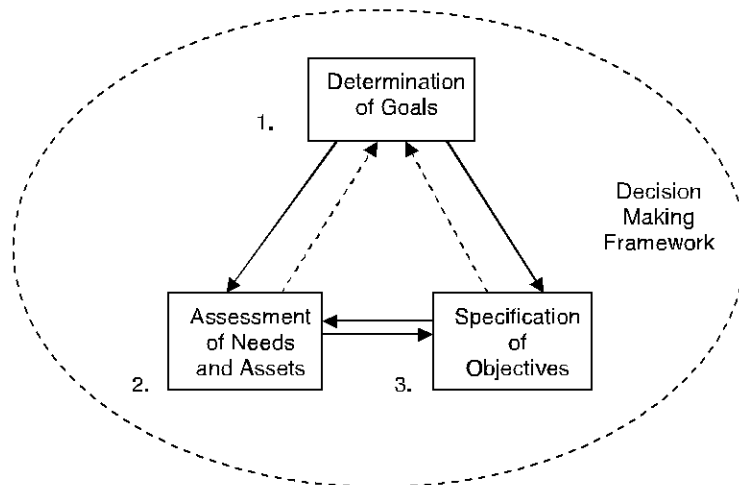 Determination
of Goals
1.
Decision
Making
Framework
Assessment
of Needs
and Assets
2.
Specification
of
Objectives
3.